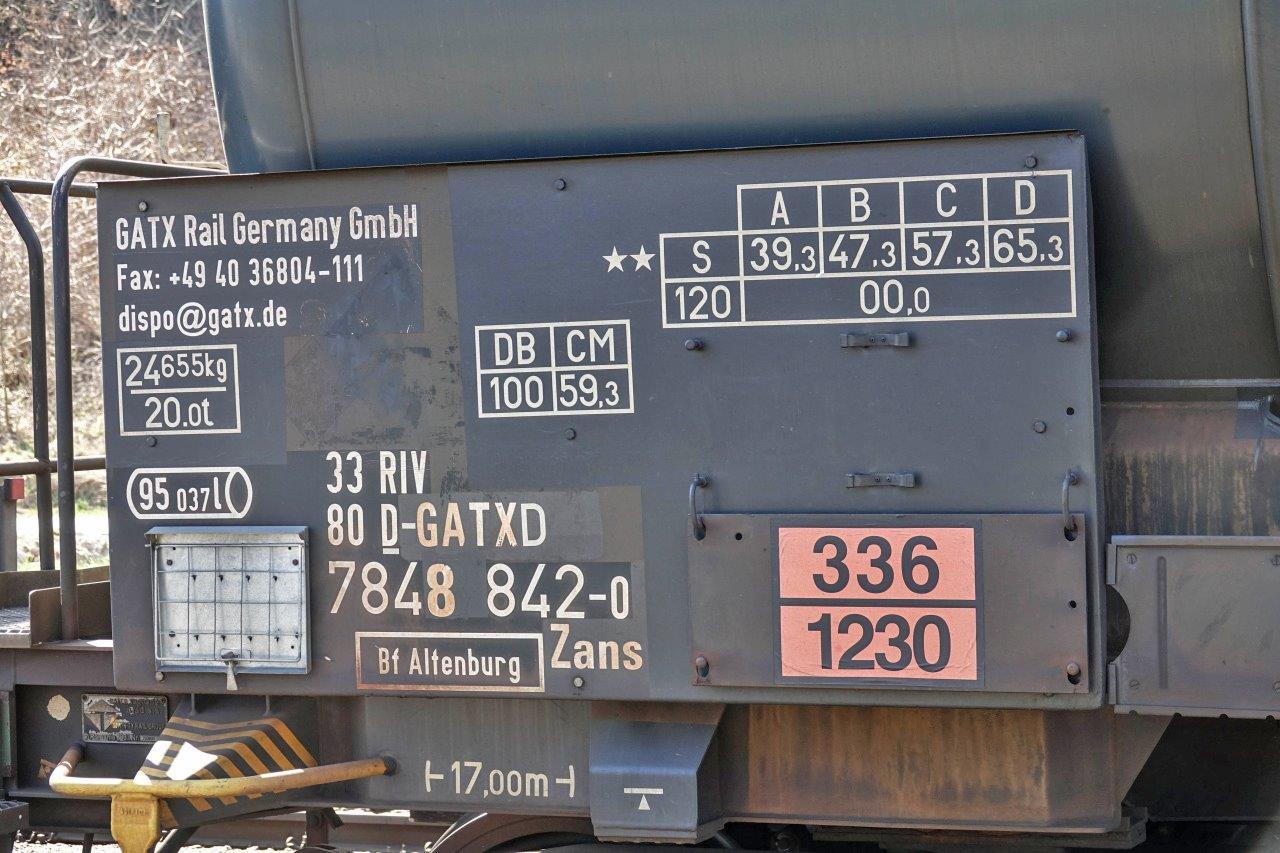 GATX Rail Germany GmbH
Fax: +49 40 36804-111
dispo@gatx.de
24655kg
20.0t
95 037 l
33 RIV
80 D-GATXD
7848 842-0
Zans
Bf Altenburg
DB CM
100 59,3
A B C D
★★ S 39,3 47,3 57,3 65,3
120 00,0
336
1230
17,00m